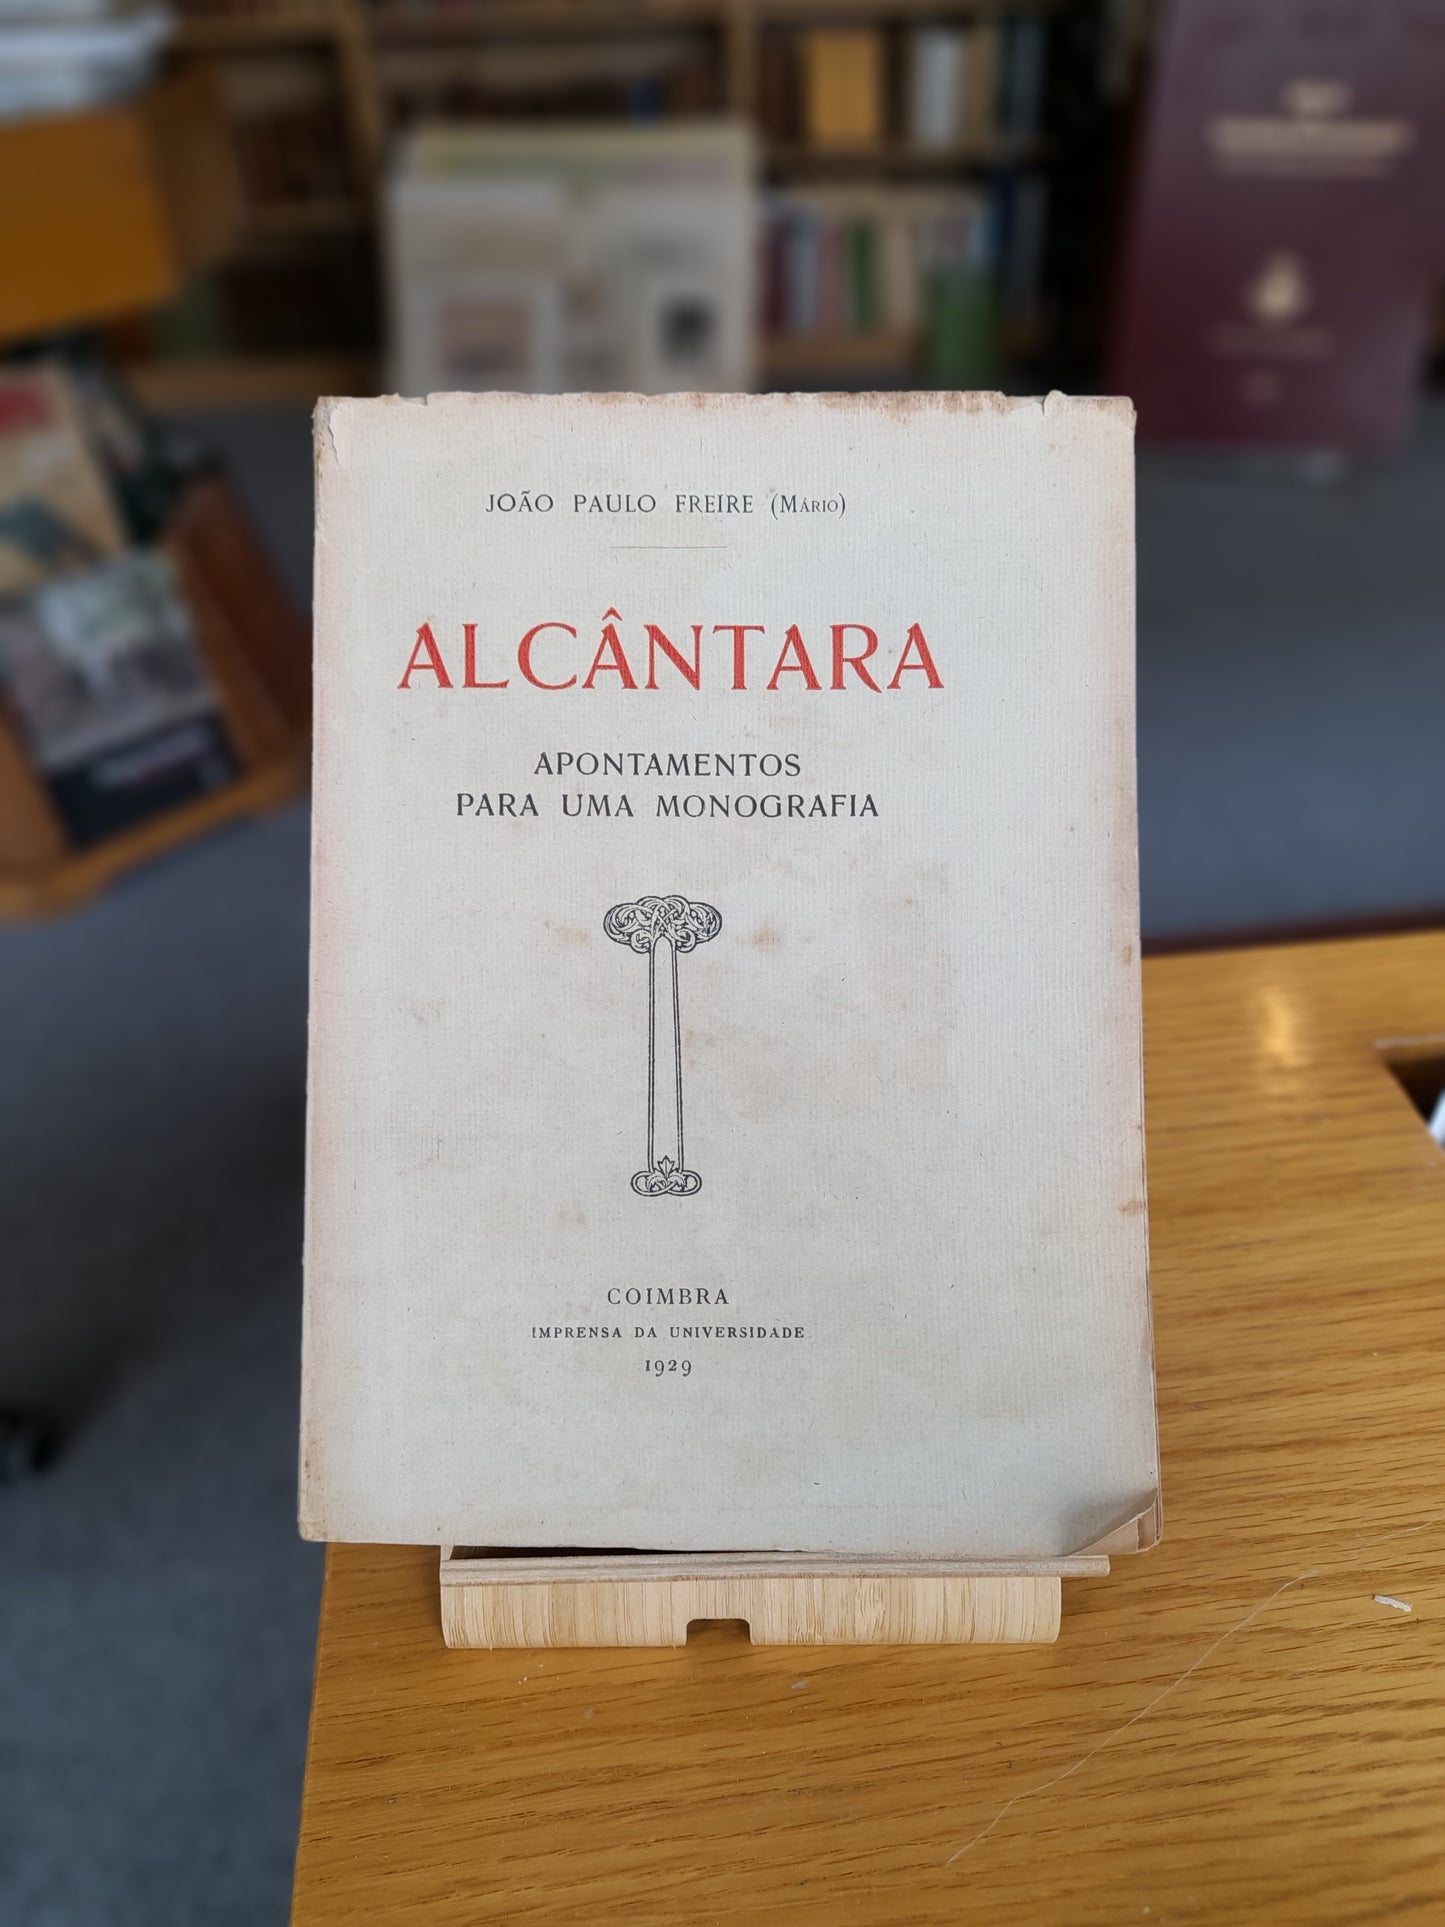 JOÃO PAULO FREIRE (MÁRIO)
ALCÂNTARA
APONTAMENTOS
PARA UMA MONOGRAFIA
COIMBRA
IMPRENSA DA UNIVERSIDADE
1929